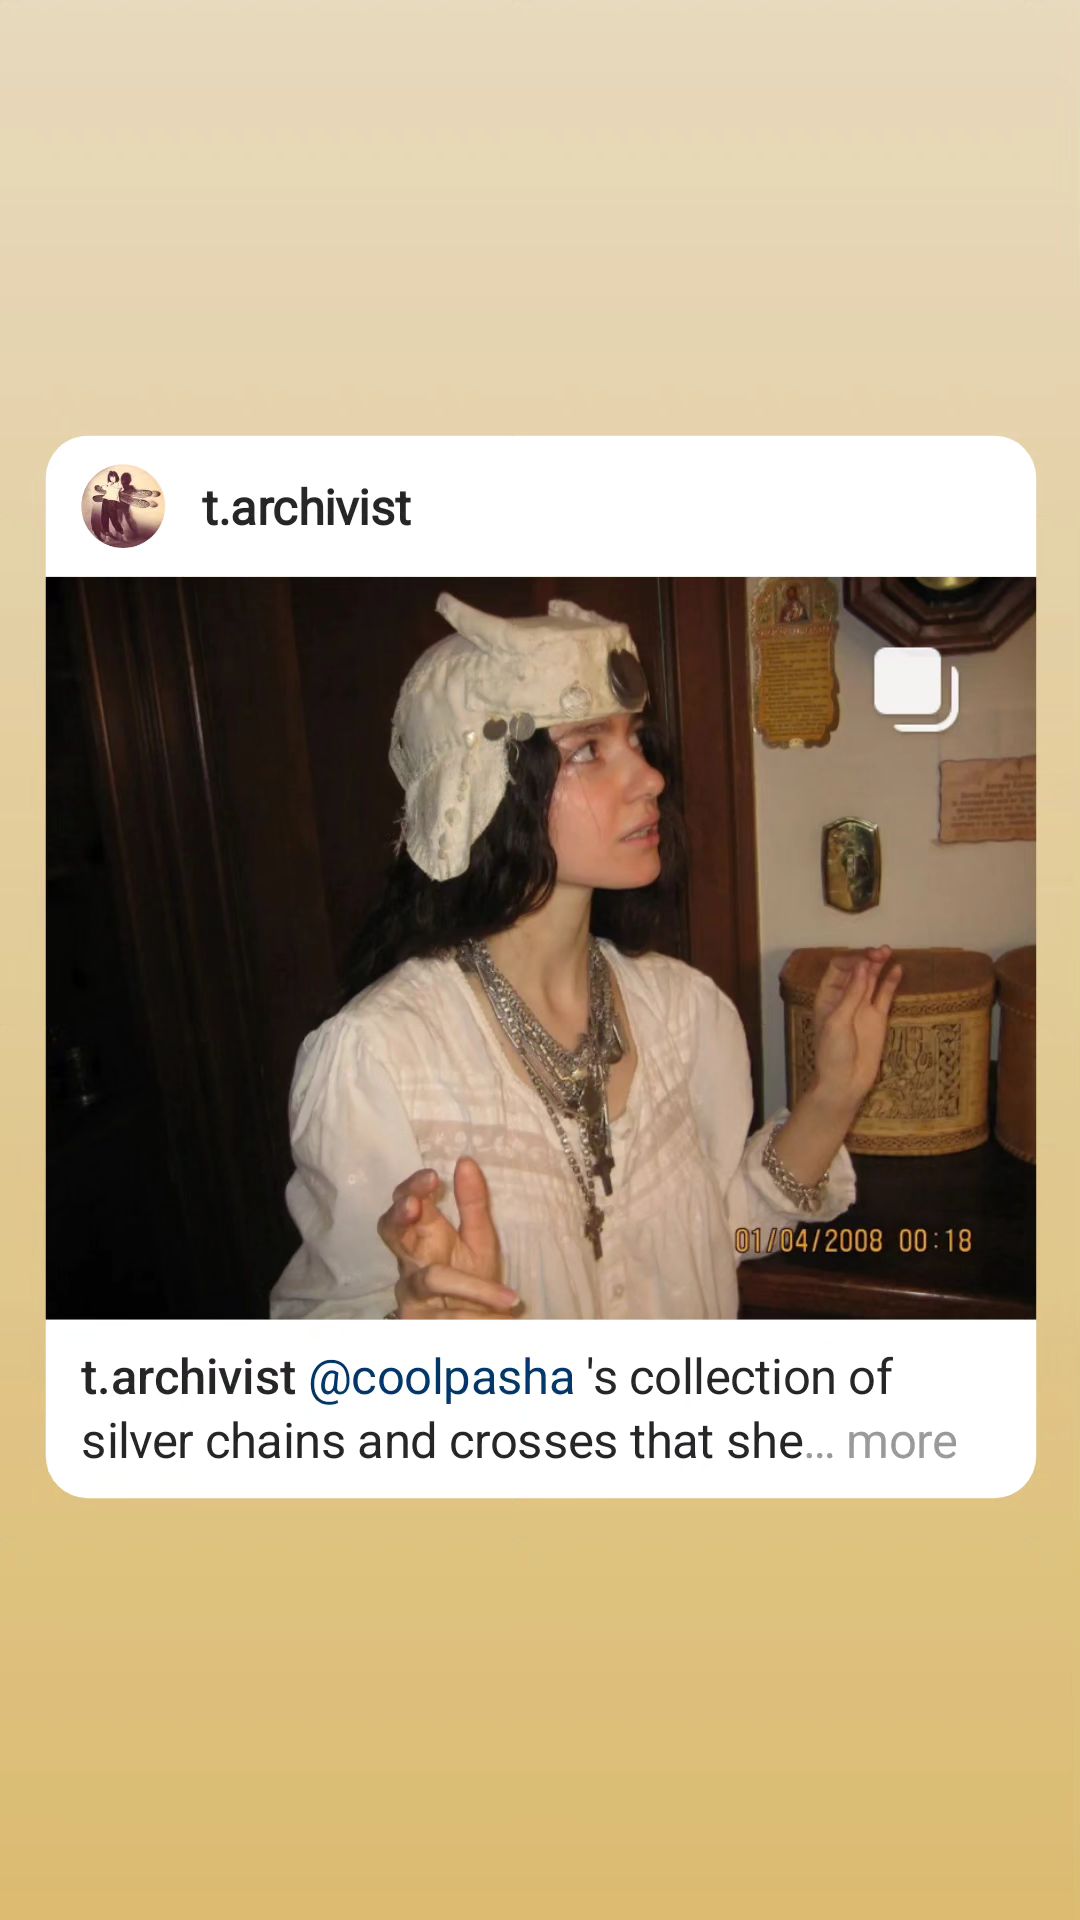 t.archivist
01/04/2008 00:18
t.archivist @coolpasha 's collection of
silver chains and crosses that she... more